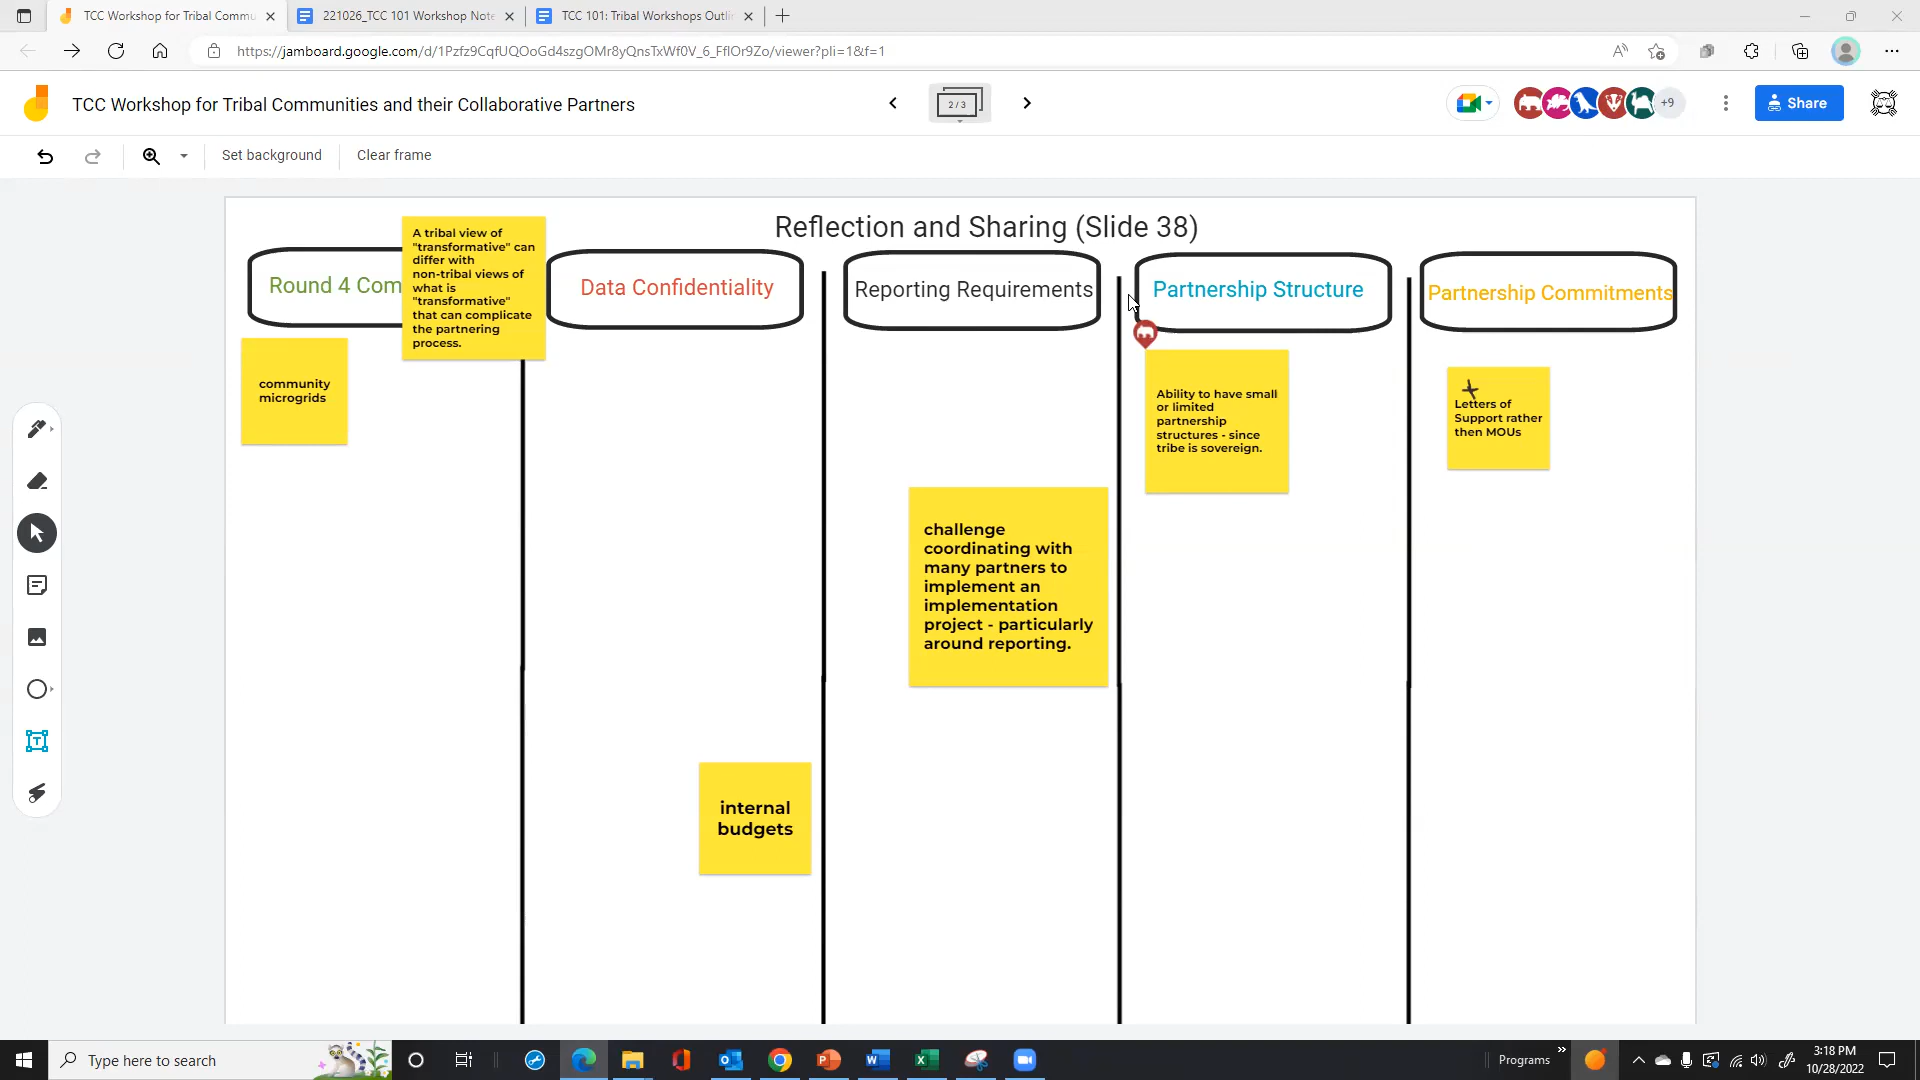 TCC Workshop for Tribal Commu
221026_TCC 101 Workshop Note
TCC 101: Tribal Workshops Outli
https://jamboard.google.com/d/1Pzfz9CqfUQOoGd4szgOMr8yQnsTxWf0V_6_FflOr9Zo/viewer?pli=1&f=1
TCC Workshop for Tribal Communities and their Collaborative Partners
2 / 3
+9
Share
Set background
Clear frame
Reflection and Sharing (Slide 38)
Round 4 Com
A tribal view of
"transformative" can
differ with
non-tribal views of
what is
"transformative"
that can complicate
the partnering
process.
Data Confidentiality
Reporting Requirements
Partnership Structure
Partnership Commitments
community
microgrids
Ability to have small
or limited
partnership
structures - since
tribe is sovereign.
Letters of
Support rather
then MOUs
challenge
coordinating with
many partners to
implement an
implementation
project - particularly
around reporting.
internal
budgets
Type here to search
Programs
3:18 PM
10/28/2022